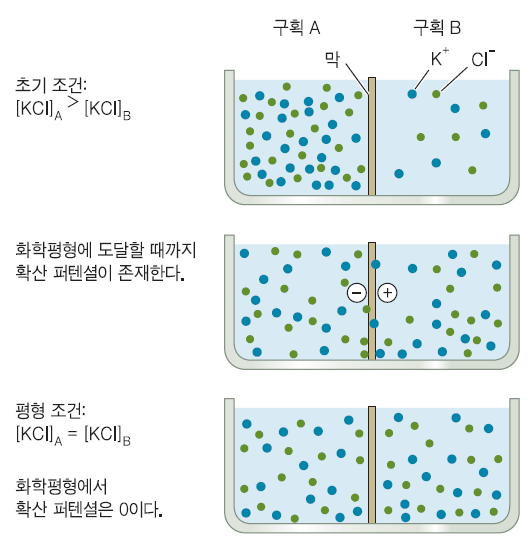 구획 A
구획 B
막
K⁺
Cl⁻
초기 조건:
[KCl]A > [KCl]B
화학평형에 도달할 때까지
확산 퍼텐셜이 존재한다.
− +
평형 조건:
[KCl]A = [KCl]B
화학평형에서
확산 퍼텐셜은 0이다.